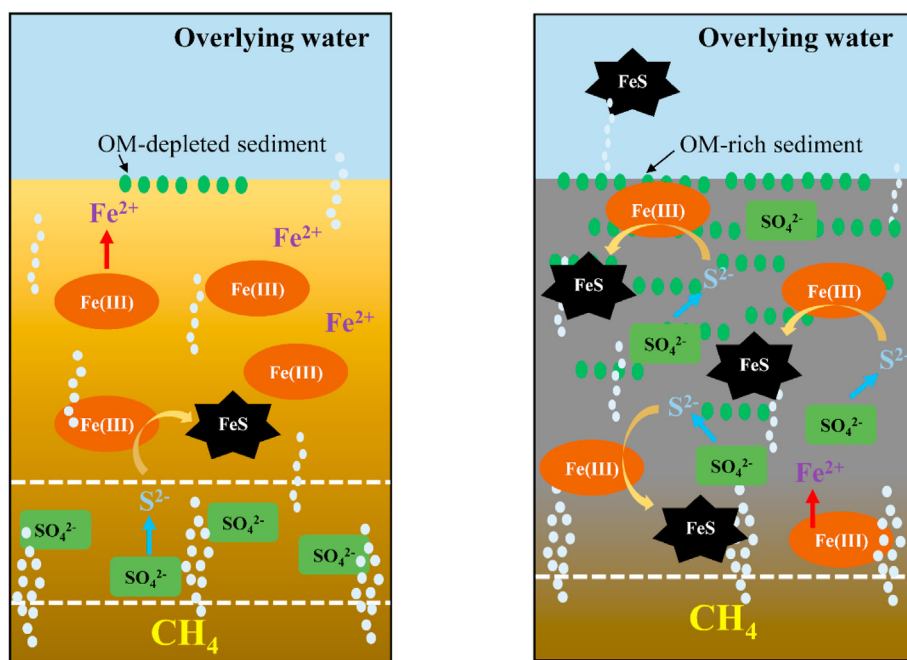 Overlying water
OM-depleted sediment
Fe²⁺
Fe²⁺
Fe(III)
Fe(III)
Fe²⁺
Fe(III)
Fe(III)
FeS
S²⁻
SO₄²⁻
SO₄²⁻
SO₄²⁻
SO₄²⁻
CH₄
Overlying water
FeS
OM-rich sediment
Fe(III)
SO₄²⁻
FeS
S²⁻
Fe(III)
SO₄²⁻
FeS
S²⁻
S²⁻
SO₄²⁻
Fe(III)
SO₄²⁻
Fe²⁺
FeS
Fe(III)
CH₄